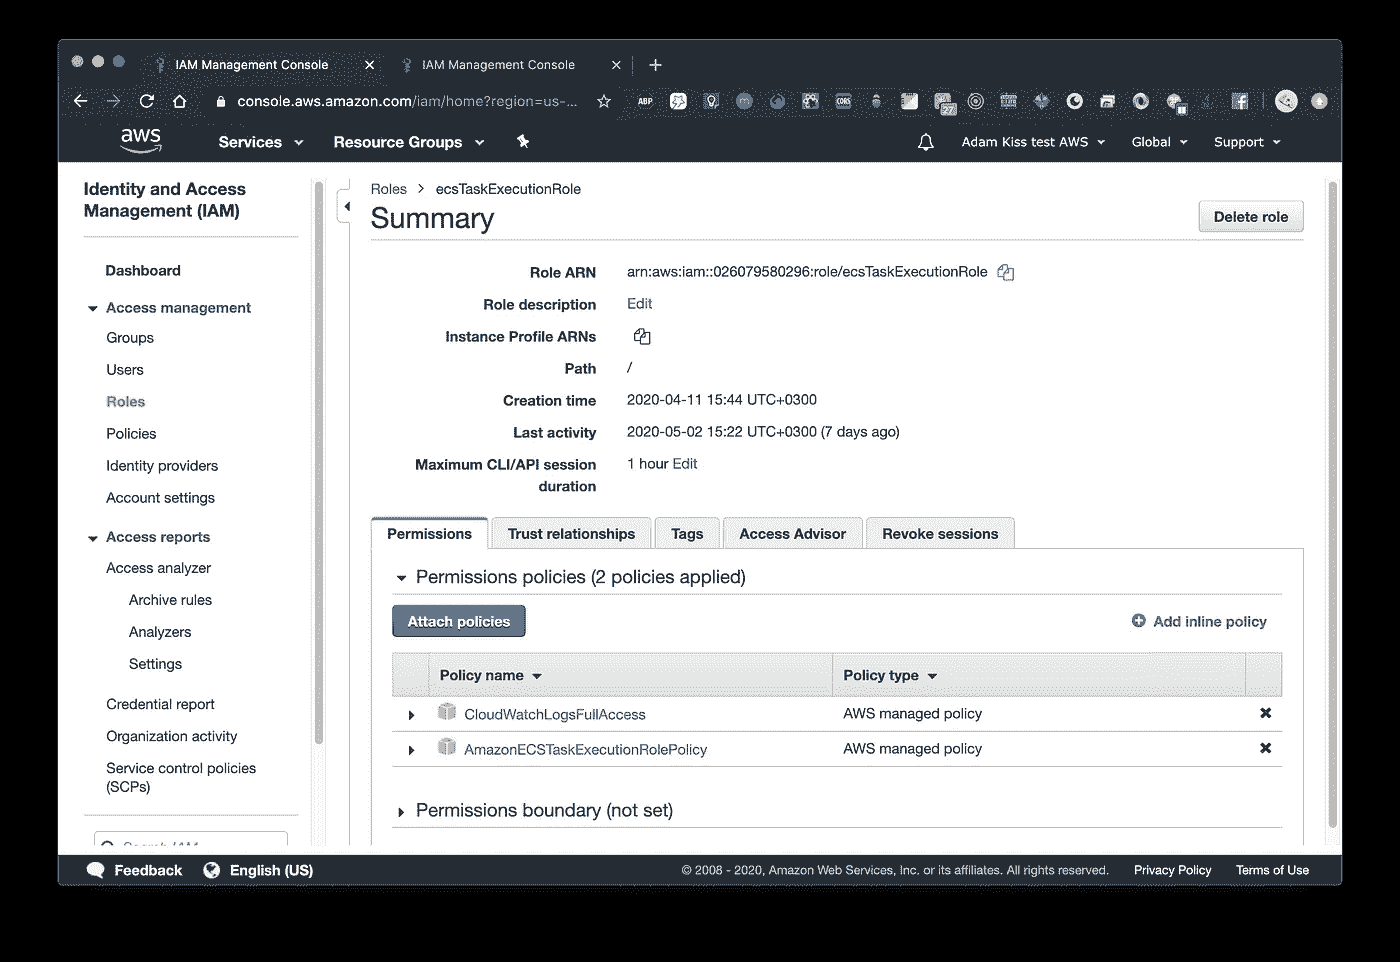 IAM Management Console
IAM Management Console
console.aws.amazon.com/iam/home?region=us-...
ABP
CORS
27
aws
Services
Resource Groups
Adam Kiss test AWS
Global
Support
Identity and Access
Management (IAM)
Dashboard
Access management
Groups
Users
Roles
Policies
Identity providers
Account settings
Access reports
Access analyzer
Archive rules
Analyzers
Settings
Credential report
Organization activity
Service control policies
(SCPs)
Search IAM
Roles > ecsTaskExecutionRole
Summary
Delete role
Role ARN arn:aws:iam::026079580296:role/ecsTaskExecutionRole
Role description Edit
Instance Profile ARNs
Path /
Creation time 2020-04-11 15:44 UTC+0300
Last activity 2020-05-02 15:22 UTC+0300 (7 days ago)
Maximum CLI/API session 1 hour Edit
duration
Permissions Trust relationships Tags Access Advisor Revoke sessions
Permissions policies (2 policies applied)
Attach policies
Add inline policy
Policy name Policy type
CloudWatchLogsFullAccess AWS managed policy
AmazonECSTaskExecutionRolePolicy AWS managed policy
Permissions boundary (not set)
Feedback English (US)
© 2008 - 2020, Amazon Web Services, Inc. or its affiliates. All rights reserved. Privacy Policy Terms of Use